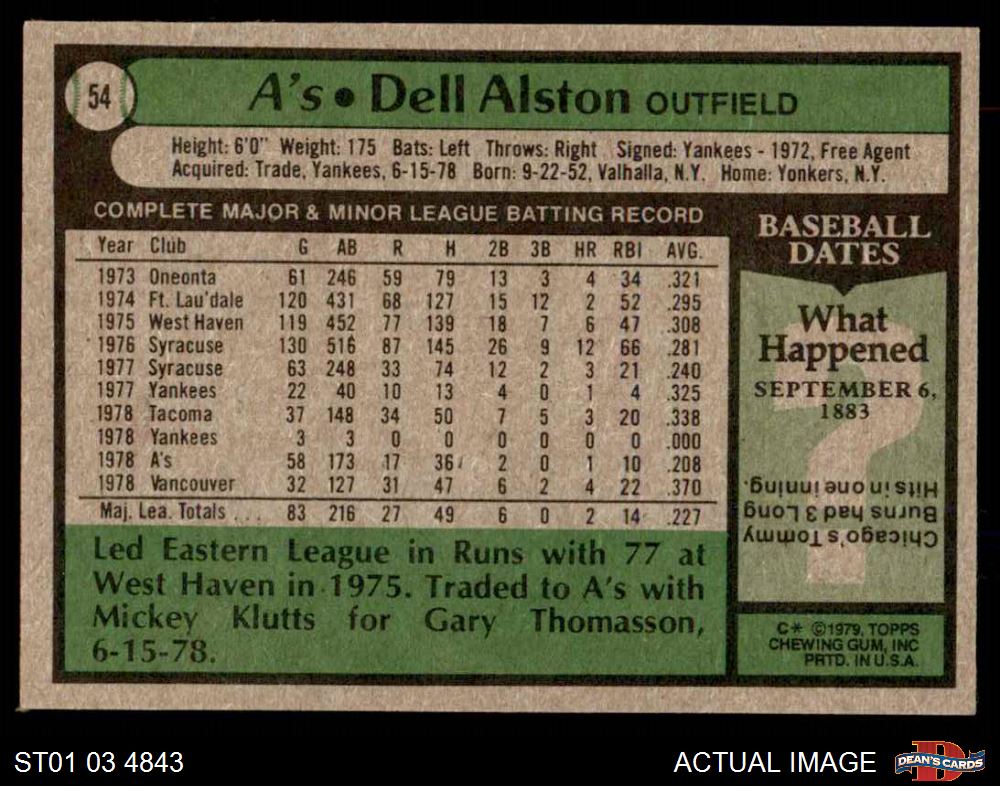 54
A's • Dell Alston OUTFIELD
Height: 6'0" Weight: 175 Bats: Left Throws: Right Signed: Yankees - 1972, Free Agent
Acquired: Trade, Yankees, 6-15-78 Born: 9-22-52, Valhalla, N.Y. Home: Yonkers, N.Y.
COMPLETE MAJOR & MINOR LEAGUE BATTING RECORD
Year Club G AB R H 2B 3B HR RBI AVG.
1973 Oneonta 61 246 59 79 13 3 4 34 .321
1974 Ft. Lau'dale 120 431 68 127 15 12 2 52 .295
1975 West Haven 119 452 77 139 18 7 6 47 .308
1976 Syracuse 130 516 87 145 26 9 12 66 .281
1977 Syracuse 63 248 33 74 12 2 3 21 .240
1977 Yankees 22 40 10 13 4 0 1 4 .325
1978 Tacoma 37 148 34 50 7 5 3 20 .338
1978 Yankees 3 3 0 0 0 0 0 0 .000
1978 A's 58 173 17 36 2 0 1 10 .208
1978 Vancouver 32 127 31 47 6 2 4 22 .370
Maj. Lea. Totals ... 83 216 27 49 6 0 2 14 .227
Led Eastern League in Runs with 77 at
West Haven in 1975. Traded to A's with
Mickey Klutts for Gary Thomasson,
6-15-78.
BASEBALL
DATES
What
Happened
SEPTEMBER 6,
1883
Chicago's Tommy
Burns had 3 Long
Hits in one inning.
C* ©1979, TOPPS
CHEWING GUM, INC
PRTD. IN U.S.A.
ST01 03 4843
ACTUAL IMAGE
DEAN'S CARDS